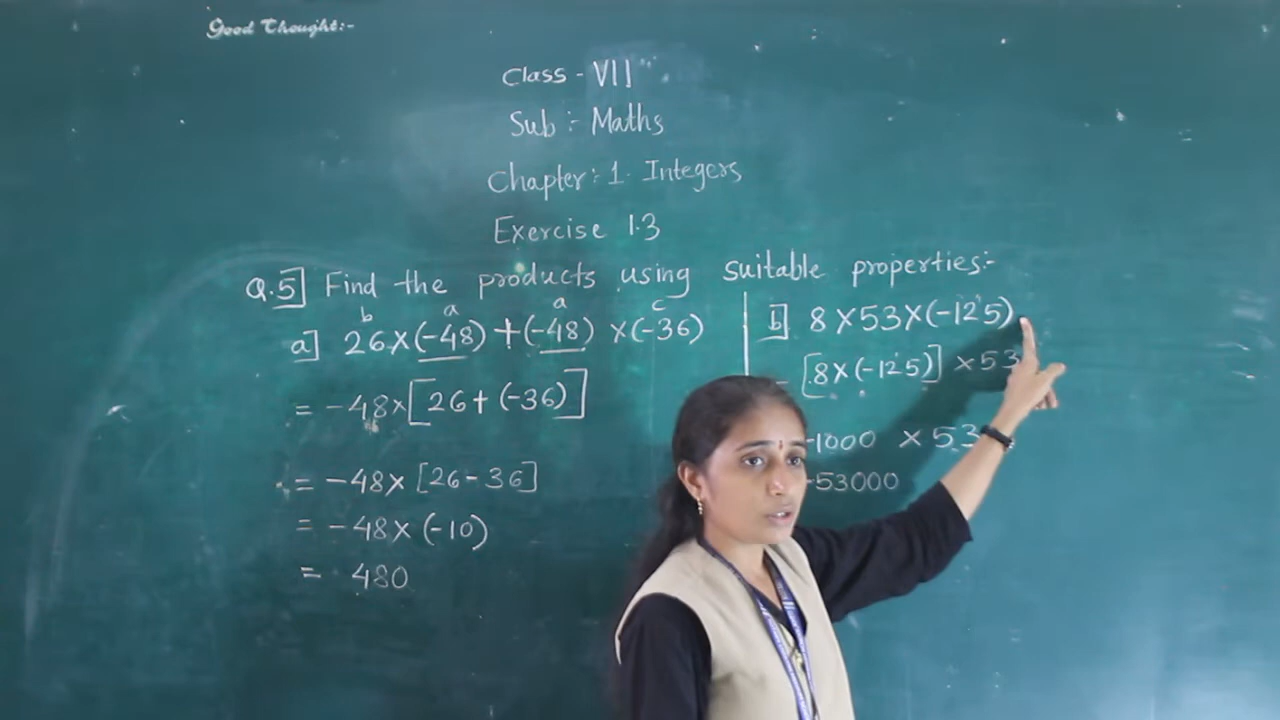 Good Thought:-
Class - VII
Sub :- Maths
Chapter: 1. Integers
Exercise 1.3
Q.5] Find the products using suitable properties:-
b a a c
a] 26×(-48)+(-48) ×(-36)
= -48×[26+(-36)]
= -48×[26-36]
= -48×(-10)
= 480
b] 8×53×(-125)
= [8×(-125)] ×53
-1000 ×53
-53000